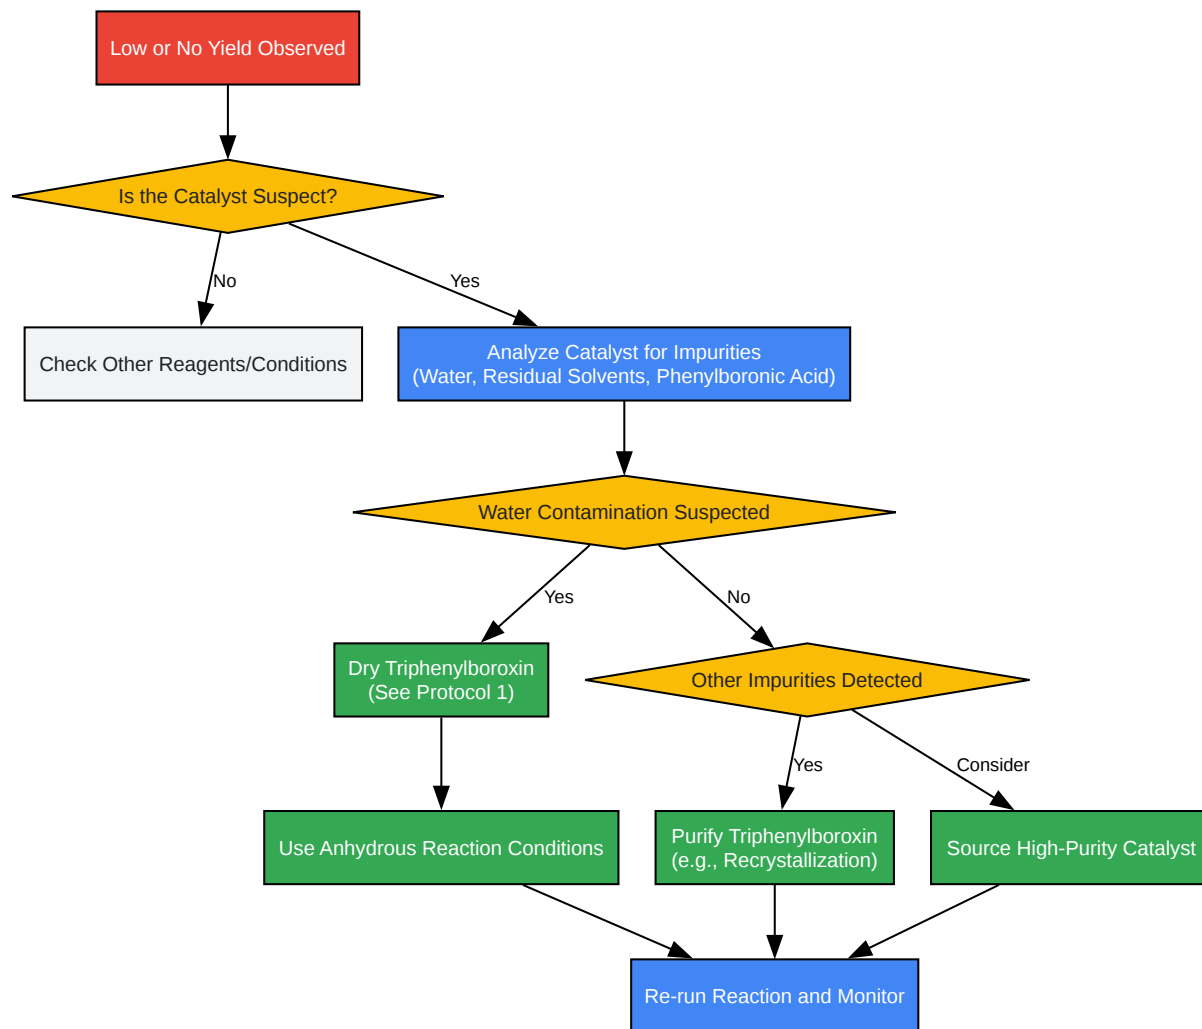 Low or No Yield Observed
Is the Catalyst Suspect?
No
Yes
Check Other Reagents/Conditions
Analyze Catalyst for Impurities
(Water, Residual Solvents, Phenylboronic Acid)
Water Contamination Suspected
Yes
No
Dry Triphenylboroxin
(See Protocol 1)
Other Impurities Detected
Yes
Consider
Use Anhydrous Reaction Conditions
Purify Triphenylboroxin
(e.g., Recrystallization)
Source High-Purity Catalyst
Re-run Reaction and Monitor